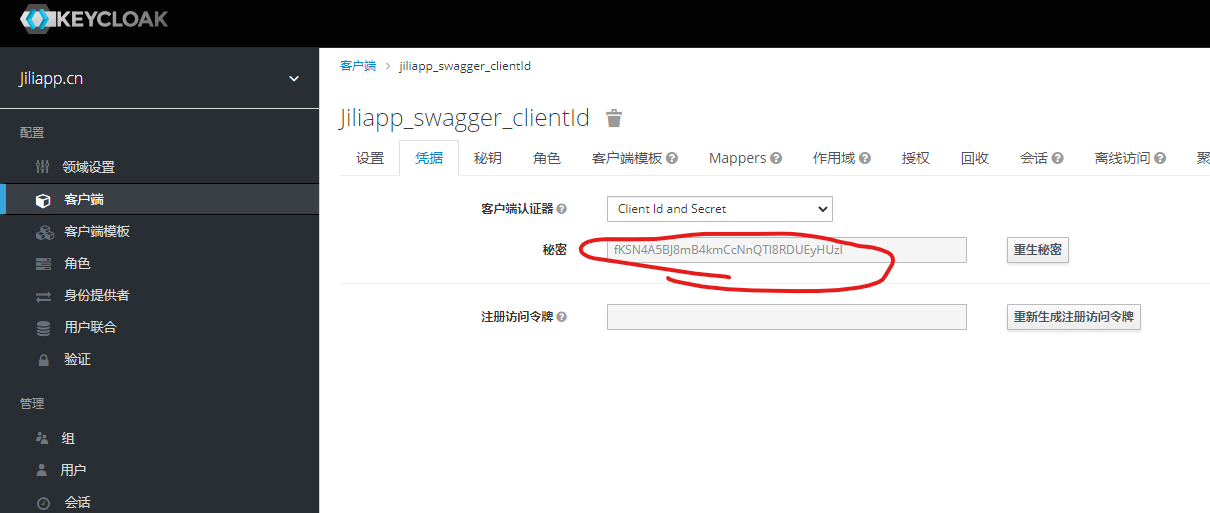 KEYCLOAK
Jiliapp.cn
客户端 > jiliapp_swagger_clientId
Jiliapp_swagger_clientId
设置 凭据 秘钥 角色 客户端模板 Mappers 作用域 授权 回收 会话 离线访问 聚
客户端认证器 Client Id and Secret
秘密 fKSN4A5BJ8mB4kmCcNnQTl8RDUEyHUzl 重生秘密
注册访问令牌 重新生成注册访问令牌
配置
领域设置
客户端
客户端模板
角色
身份提供者
用户联合
验证
管理
组
用户
会话